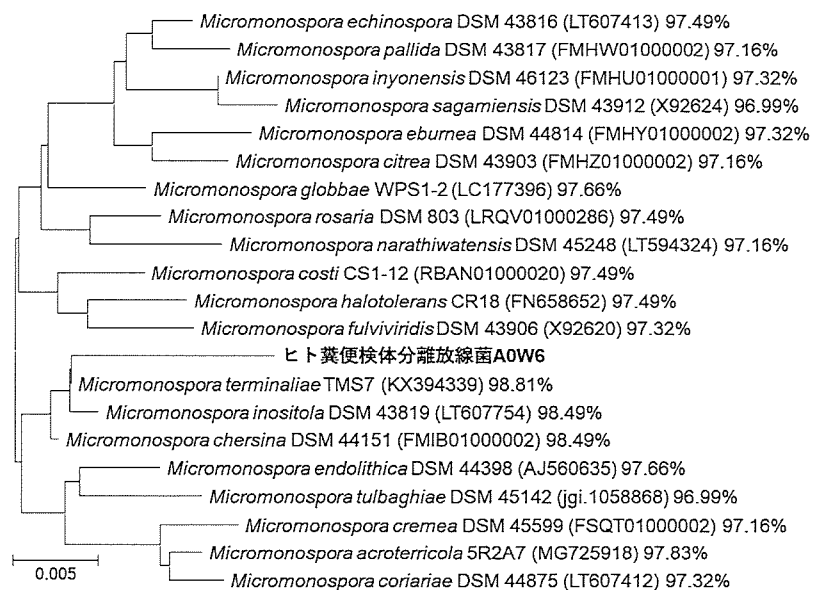 Micromonospora echinospora DSM 43816 (LT607413) 97.49%
Micromonospora pallida DSM 43817 (FMHW01000002) 97.16%
Micromonospora inyonensis DSM 46123 (FMHU01000001) 97.32%
Micromonospora sagamiensis DSM 43912 (X92624) 96.99%
Micromonospora eburnea DSM 44814 (FMHY01000002) 97.32%
Micromonospora citrea DSM 43903 (FMHZ01000002) 97.16%
Micromonospora globbae WPS1-2 (LC177396) 97.66%
Micromonospora rosaria DSM 803 (LRQV01000286) 97.49%
Micromonospora narathiwatensis DSM 45248 (LT594324) 97.16%
Micromonospora costi CS1-12 (RBAN01000020) 97.49%
Micromonospora halotolerans CR18 (FN658652) 97.49%
Micromonospora fulviviridis DSM 43906 (X92620) 97.32%
ヒト糞便検体分離放線菌A0W6
Micromonospora terminaliae TMS7 (KX394339) 98.81%
Micromonospora inositola DSM 43819 (LT607754) 98.49%
Micromonospora chersina DSM 44151 (FMIB01000002) 98.49%
Micromonospora endolithica DSM 44398 (AJ560635) 97.66%
Micromonospora tulbaghiae DSM 45142 (jgi.1058868) 96.99%
Micromonospora cremea DSM 45599 (FSQT01000002) 97.16%
Micromonospora acroterricola 5R2A7 (MG725918) 97.83%
Micromonospora coriariae DSM 44875 (LT607412) 97.32%
0.005